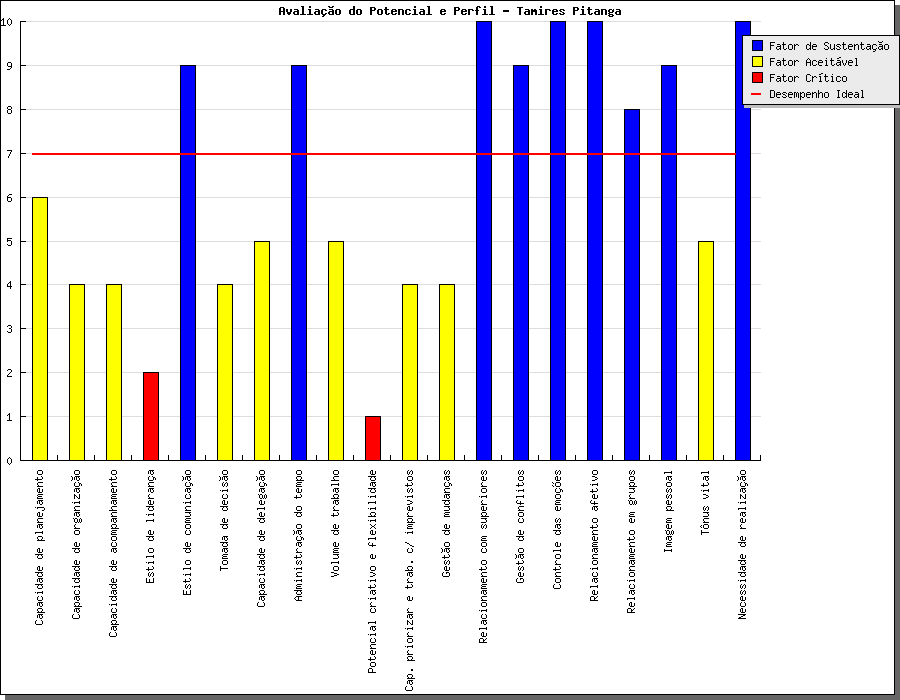 Avaliação do Potencial e Perfil - Tamires Pitanga
10
9
8
7
6
5
4
3
2
1
0
Fator de Sustentação
Fator Aceitável
Fator Crítico
Desempenho Ideal
Capacidade de planejamento
Capacidade de organização
Capacidade de acompanhamento
Estilo de liderança
Estilo de comunicação
Tomada de decisão
Capacidade de delegação
Administração do tempo
Volume de trabalho
Potencial criativo e flexibilidade
Cap. priorizar e trab. c/ imprevistos
Gestão de mudanças
Relacionamento com superiores
Gestão de conflitos
Controle das emoções
Relacionamento afetivo
Relacionamento em grupos
Imagem pessoal
Tônus vital
Necessidade de realização